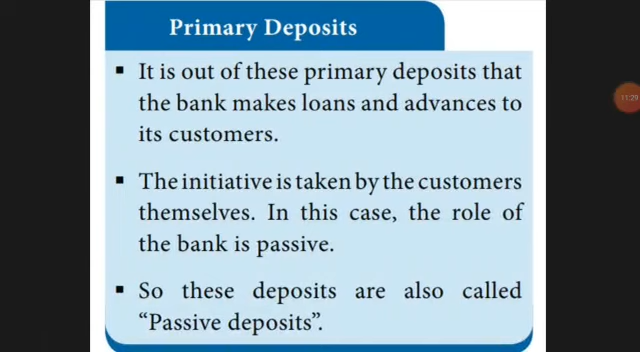 Primary Deposits
▪ It is out of these primary deposits that
the bank makes loans and advances to
its customers.
▪ The initiative is taken by the customers
themselves. In this case, the role of
the bank is passive.
▪ So these deposits are also called
“Passive deposits”.
11:29